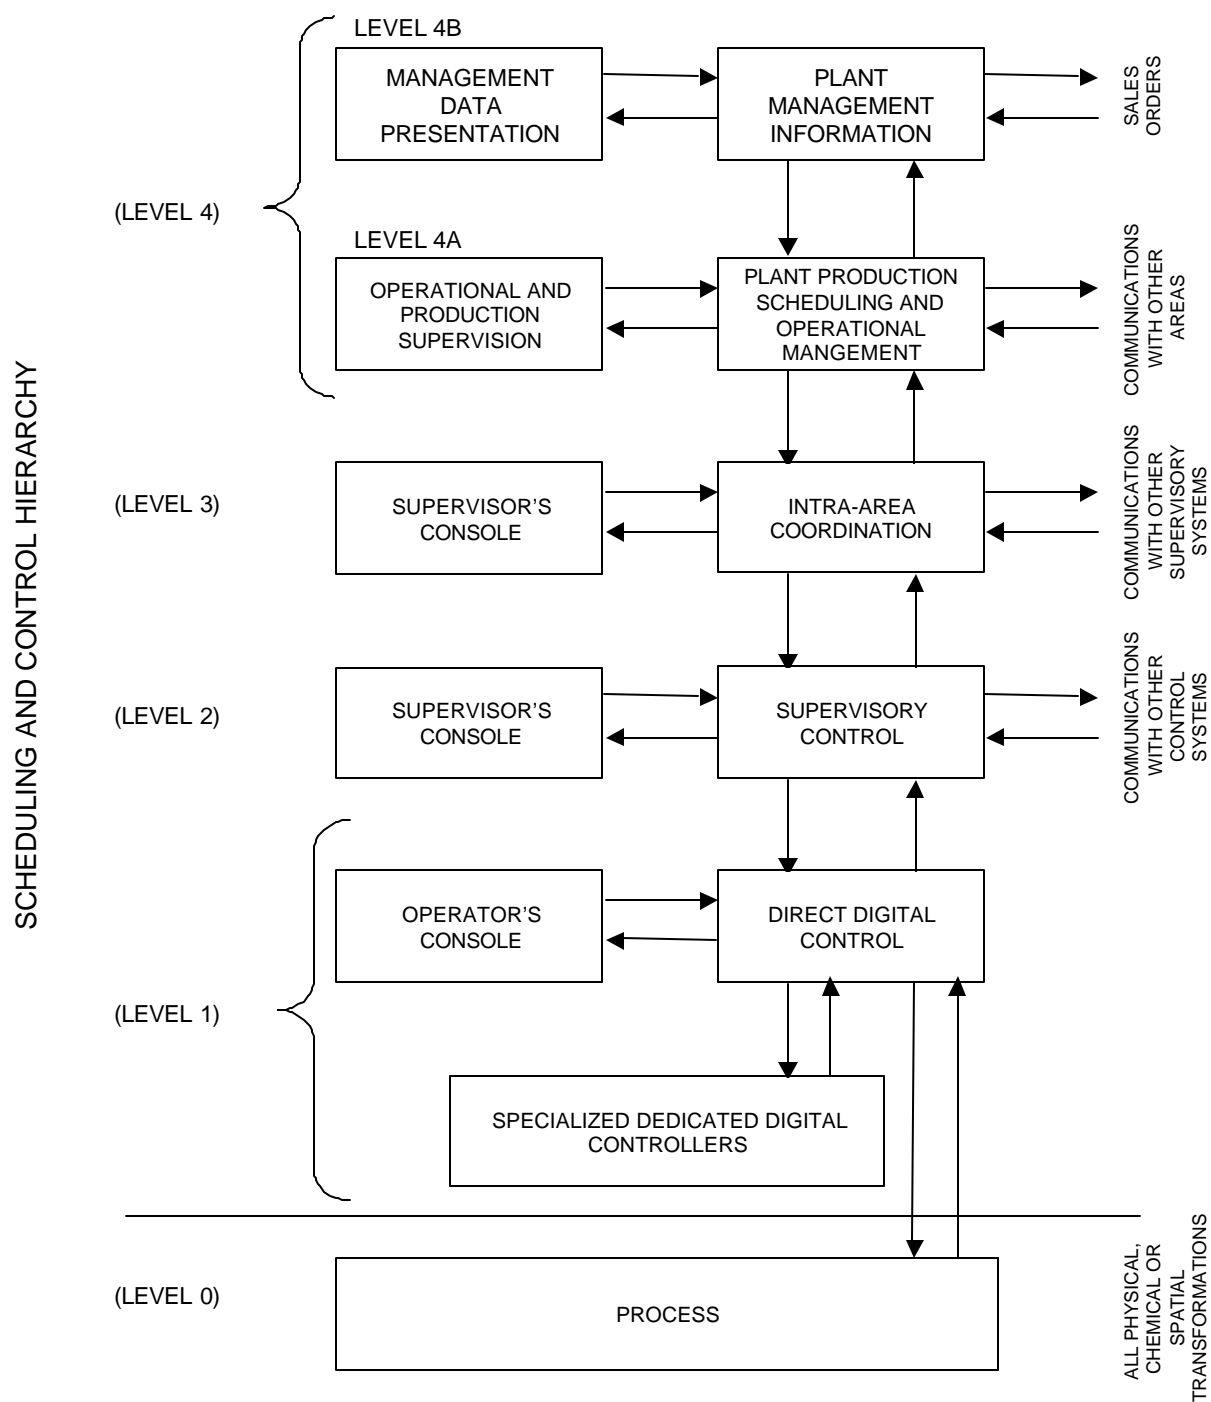 SCHEDULING AND CONTROL HIERARCHY
(LEVEL 4)
LEVEL 4B
MANAGEMENT
DATA
PRESENTATION
PLANT
MANAGEMENT
INFORMATION
SALES
ORDERS
LEVEL 4A
OPERATIONAL AND
PRODUCTION
SUPERVISION
PLANT PRODUCTION
SCHEDULING AND
OPERATIONAL
MANGEMENT
COMMUNICATIONS
WITH OTHER
AREAS
(LEVEL 3)
SUPERVISOR'S
CONSOLE
INTRA-AREA
COORDINATION
COMMUNICATIONS
WITH OTHER
SUPERVISORY
SYSTEMS
(LEVEL 2)
SUPERVISOR'S
CONSOLE
SUPERVISORY
CONTROL
COMMUNICATIONS
WITH OTHER
CONTROL
SYSTEMS
(LEVEL 1)
OPERATOR'S
CONSOLE
DIRECT DIGITAL
CONTROL
SPECIALIZED DEDICATED DIGITAL
CONTROLLERS
(LEVEL 0)
PROCESS
ALL PHYSICAL,
CHEMICAL OR
SPATIAL
TRANSFORMATIONS